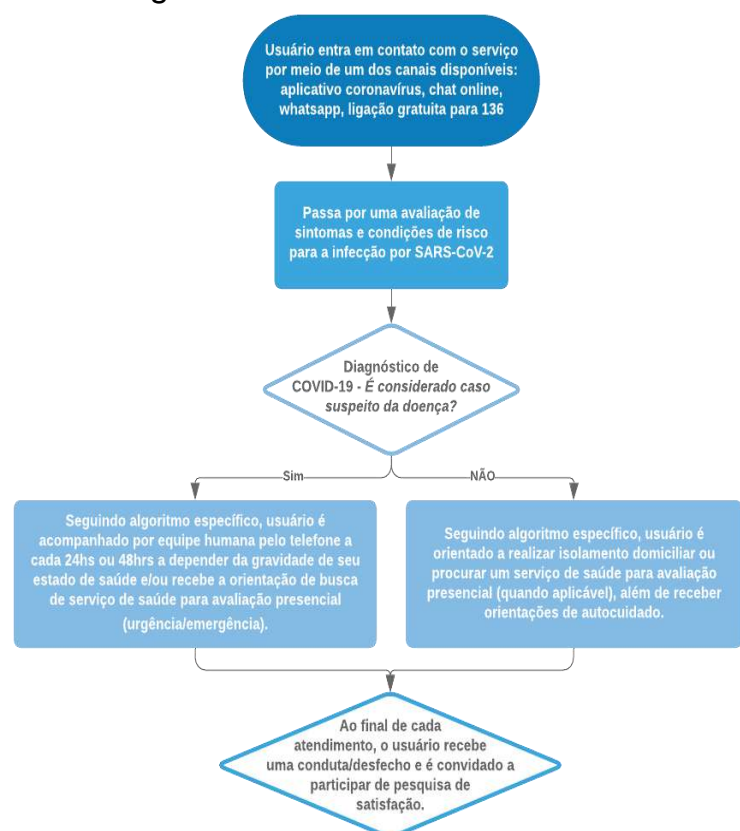 Usuário entra em contato com o serviço
por meio de um dos canais disponíveis:
aplicativo coronavírus, chat online,
whatsapp, ligação gratuita para 136
Passa por uma avaliação de
sintomas e condições de risco
para a infecção por SARS-CoV-2
Diagnóstico de
COVID-19 - É considerado caso
suspeito da doença?
Sim
NÃO
Seguindo algoritmo específico, usuário é
acompanhado por equipe humana pelo telefone a
cada 24hs ou 48hrs a depender da gravidade de seu
estado de saúde e/ou recebe a orientação de busca
de serviço de saúde para avaliação presencial
(urgência/emergência).
Seguindo algoritmo específico, usuário é
orientado a realizar isolamento domiciliar ou
procurar um serviço de saúde para avaliação
presencial (quando aplicável), além de receber
orientações de autocuidado.
Ao final de cada
atendimento, o usuário recebe
uma conduta/desfecho e é convidado a
participar de pesquisa de
satisfação.